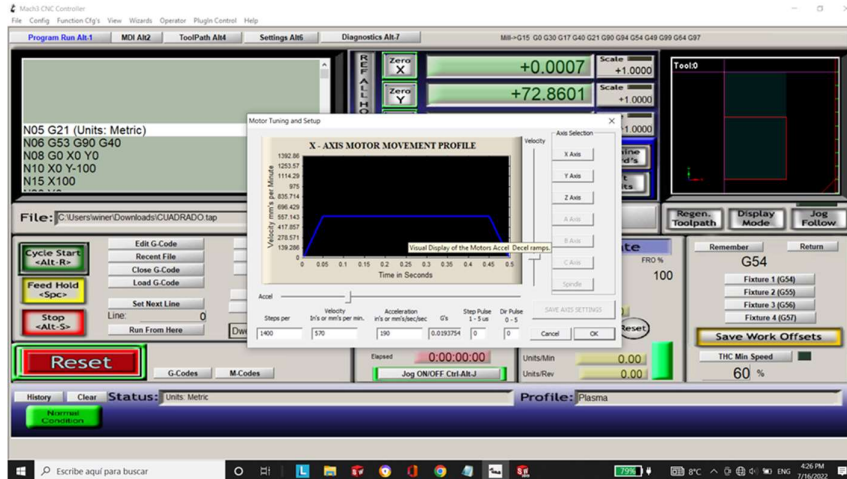 Mach3 CNC Controller
File Config Function Cfg's View Wizards Operator PlugIn Control Help
Program Run Alt-1 MDI Alt2 ToolPath Alt4 Settings Alt6 Diagnostics Alt-7 Mill->G15 G0 G30 G17 G40 G21 G90 G94 G54 G49 G99 G64 G97
REF ALL HO
Zero X +0.0007 Scale +1.0000
Zero Y +72.8601 Scale +1.0000
Tool:0
N05 G21 (Units: Metric)
N06 G53 G90 G40
N08 G0 X0 Y0
N10 X0 Y-100
N15 X100
File: C:\Users\winer\Downloads\CUADRADO.tap
Regen. Toolpath Display Mode Jog Follow
Motor Tuning and Setup
X - AXIS MOTOR MOVEMENT PROFILE
Velocity
Axis Selection
Velocity mm's per Minute
1392.86
1253.57
1114.29
975
835.714
696.429
557.143
417.857
278.571
139.286
0
0 0.05 0.1 0.15 0.2 0.25 0.3 0.35 0.4 0.45 0.5
Time in Seconds
Visual Display of the Motors Accel Decel ramps.
X Axis
Y Axis
Z Axis
A Axis
B Axis
C Axis
Spindle
Accel
Steps per
Velocity In's or mm's per min.
Acceleration in's or mm's/sec/sec
G's
Step Pulse 1 - 5 us
Dir Pulse 0 - 5
SAVE AXIS SETTINGS
1400 570 190 0.0193754 0 0 Cancel OK
Cycle Start <Alt-R>
Feed Hold <Spc>
Stop <Alt-S>
Edit G-Code
Recent File
Close G-Code
Load G-Code
Set Next Line
Line: 0
Run From Here
FRO %
100
Reset
Remember Return
G54
Fixture 1 (G54)
Fixture 2 (G55)
Fixture 3 (G56)
Fixture 4 (G57)
Save Work Offsets
THC Min Speed
60 %
Reset
G-Codes M-Codes
Elapsed 0:00:00:00
Jog ON/OFF Ctrl-Alt-J
Units/Min 0.00
Units/Rev 0.00
History Clear Status: Units: Metric Profile: Plasma
Normal Condition
Escribe aquí para buscar
79% 8°C ENG 4:26 PM
7/16/2022